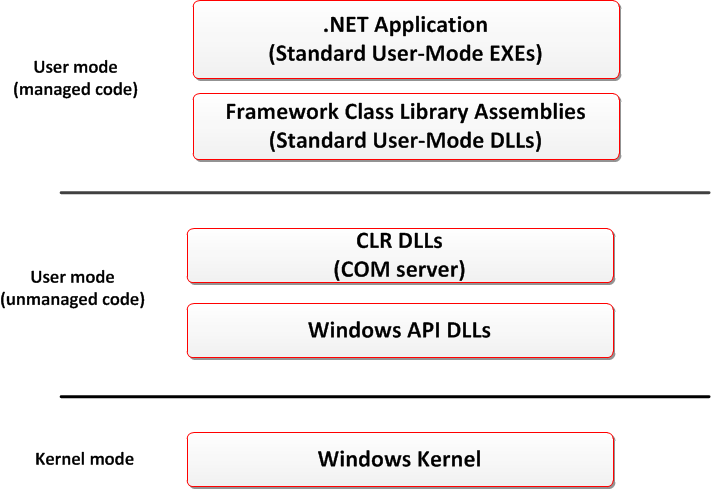 .NET Application
(Standard User-Mode EXEs)
User mode
(managed code)
Framework Class Library Assemblies
(Standard User-Mode DLLs)
CLR DLLs
(COM server)
User mode
(unmanaged code)
Windows API DLLs
Kernel mode
Windows Kernel